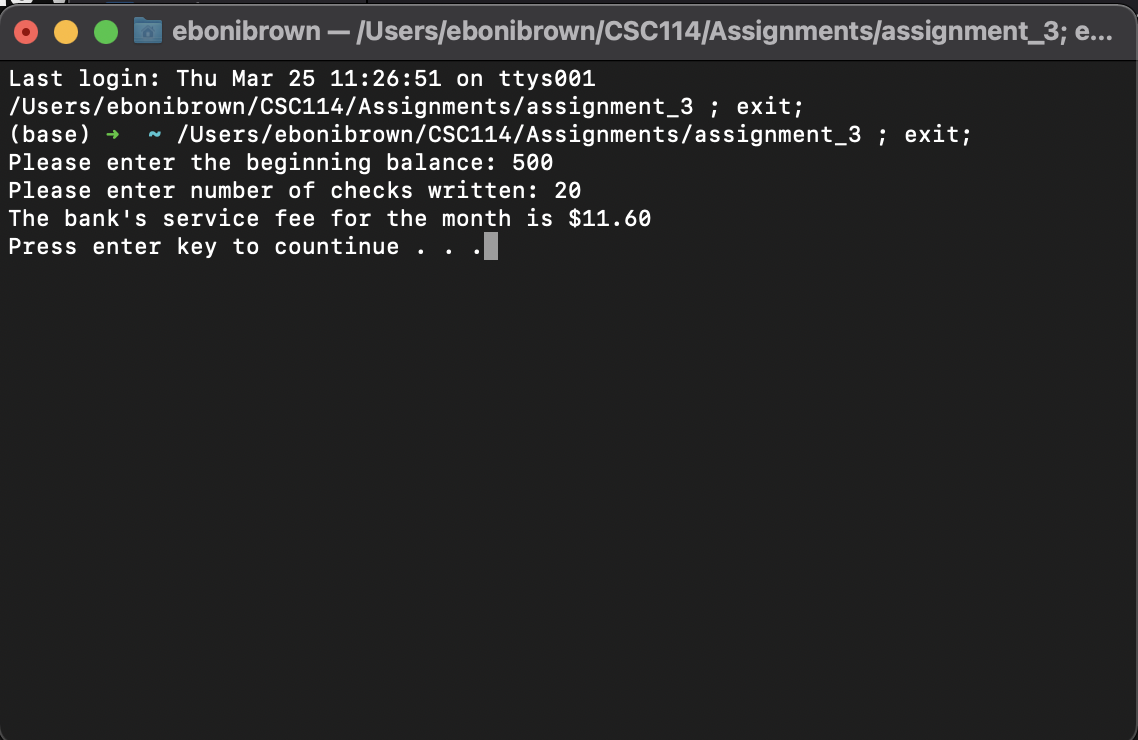 ebonibrown — /Users/ebonibrown/CSC114/Assignments/assignment_3; e...
Last login: Thu Mar 25 11:26:51 on ttys001
/Users/ebonibrown/CSC114/Assignments/assignment_3 ; exit;
(base) ➜  ~ /Users/ebonibrown/CSC114/Assignments/assignment_3 ; exit;
Please enter the beginning balance: 500
Please enter number of checks written: 20
The bank's service fee for the month is $11.60
Press enter key to countinue . . .